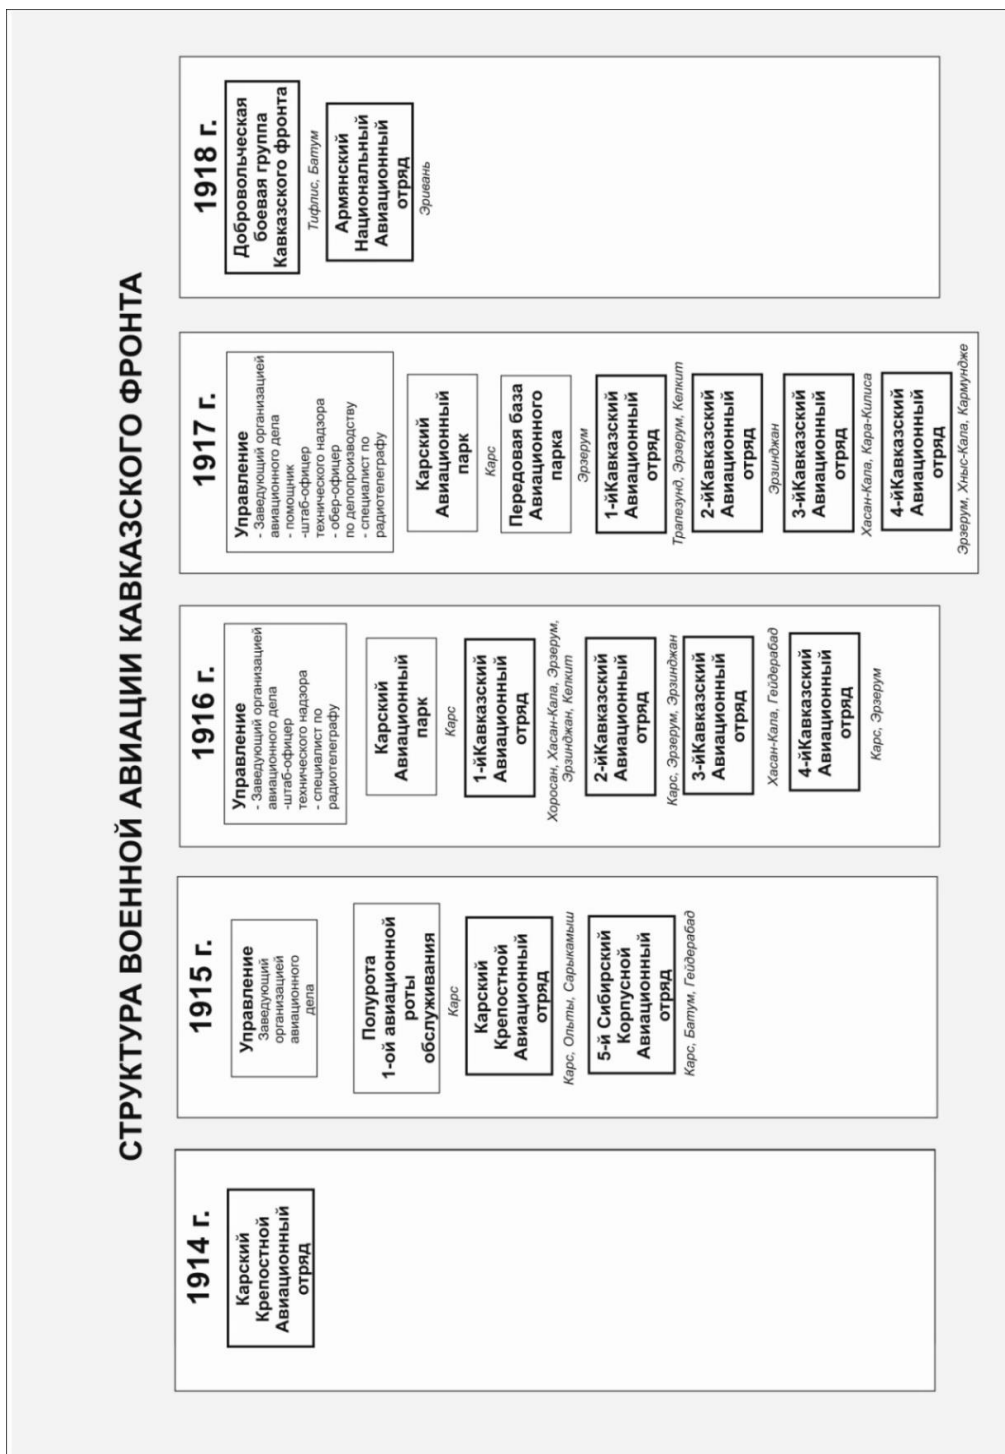 СТРУКТУРА ВОЕННОЙ АВИАЦИИ КАВКАЗСКОГО ФРОНТА
1914 г.
Карский
Крепостной
Авиационный
отряд
1915 г.
Управление
Заведующий
организацией
авиационного
дела
Полурота
1-ой авиационной
роты
обслуживания
Карс
Карский
Крепостной
Авиационный
отряд
Карс, Ольты, Сарыкамыш
5-й Сибирский
Корпусной
Авиационный
отряд
Карс, Батум, Гейдерабад
1916 г.
Управление
- Заведующий организацией
авиационного дела
-штаб-офицер
технического надзора
- специалист по
радиотелеграфу
Карский
Авиационный
парк
Карс
1-йКавказский
Авиационный
отряд
Хоросан, Хасан-Кала, Эрзерум,
Эрзинджан, Келкит
2-йКавказский
Авиационный
отряд
Карс, Эрзерум, Эрзинджан
3-йКавказский
Авиационный
отряд
Хасан-Кала, Гейдерабад
4-йКавказский
Авиационный
отряд
Карс, Эрзерум
1917 г.
Управление
- Заведующий организацией
авиационного дела
- помощник
-штаб-офицер
технического надзора
- обер-офицер
по делопроизводству
- специалист по
радиотелеграфу
Карский
Авиационный
парк
Карс
Передовая база
Авиационного
парка
Эрзерум
1-йКавказский
Авиационный
отряд
Трапезунд, Эрзерум, Келкит
2-йКавказский
Авиационный
отряд
Эрзинджан
3-йКавказский
Авиационный
отряд
Хасан-Кала, Кара-Килиса
4-йКавказский
Авиационный
отряд
Эрзерум, Хныс-Кала, Кармундже
1918 г.
Добровольческая
боевая группа
Кавказского фронта
Тифлис, Батум
Армянский
Национальный
Авиационный
отряд
Эривань